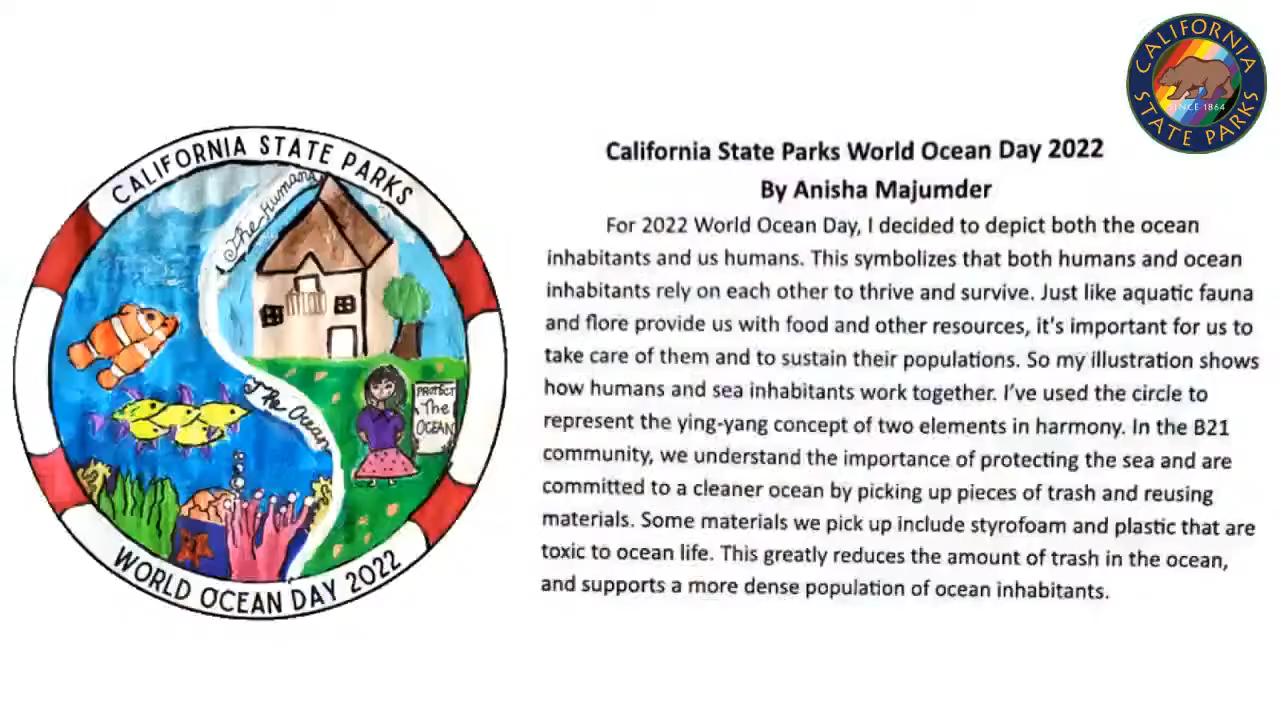 CALIFORNIA STATE PARKS
SINCE 1864
CALIFORNIA STATE PARKS
The Humans
The Ocean
PROTECT
The
OCEAN
WORLD OCEAN DAY 2022
California State Parks World Ocean Day 2022
By Anisha Majumder
For 2022 World Ocean Day, I decided to depict both the ocean
inhabitants and us humans. This symbolizes that both humans and ocean
inhabitants rely on each other to thrive and survive. Just like aquatic fauna
and flore provide us with food and other resources, it's important for us to
take care of them and to sustain their populations. So my illustration shows
how humans and sea inhabitants work together. I've used the circle to
represent the ying-yang concept of two elements in harmony. In the B21
community, we understand the importance of protecting the sea and are
committed to a cleaner ocean by picking up pieces of trash and reusing
materials. Some materials we pick up include styrofoam and plastic that are
toxic to ocean life. This greatly reduces the amount of trash in the ocean,
and supports a more dense population of ocean inhabitants.